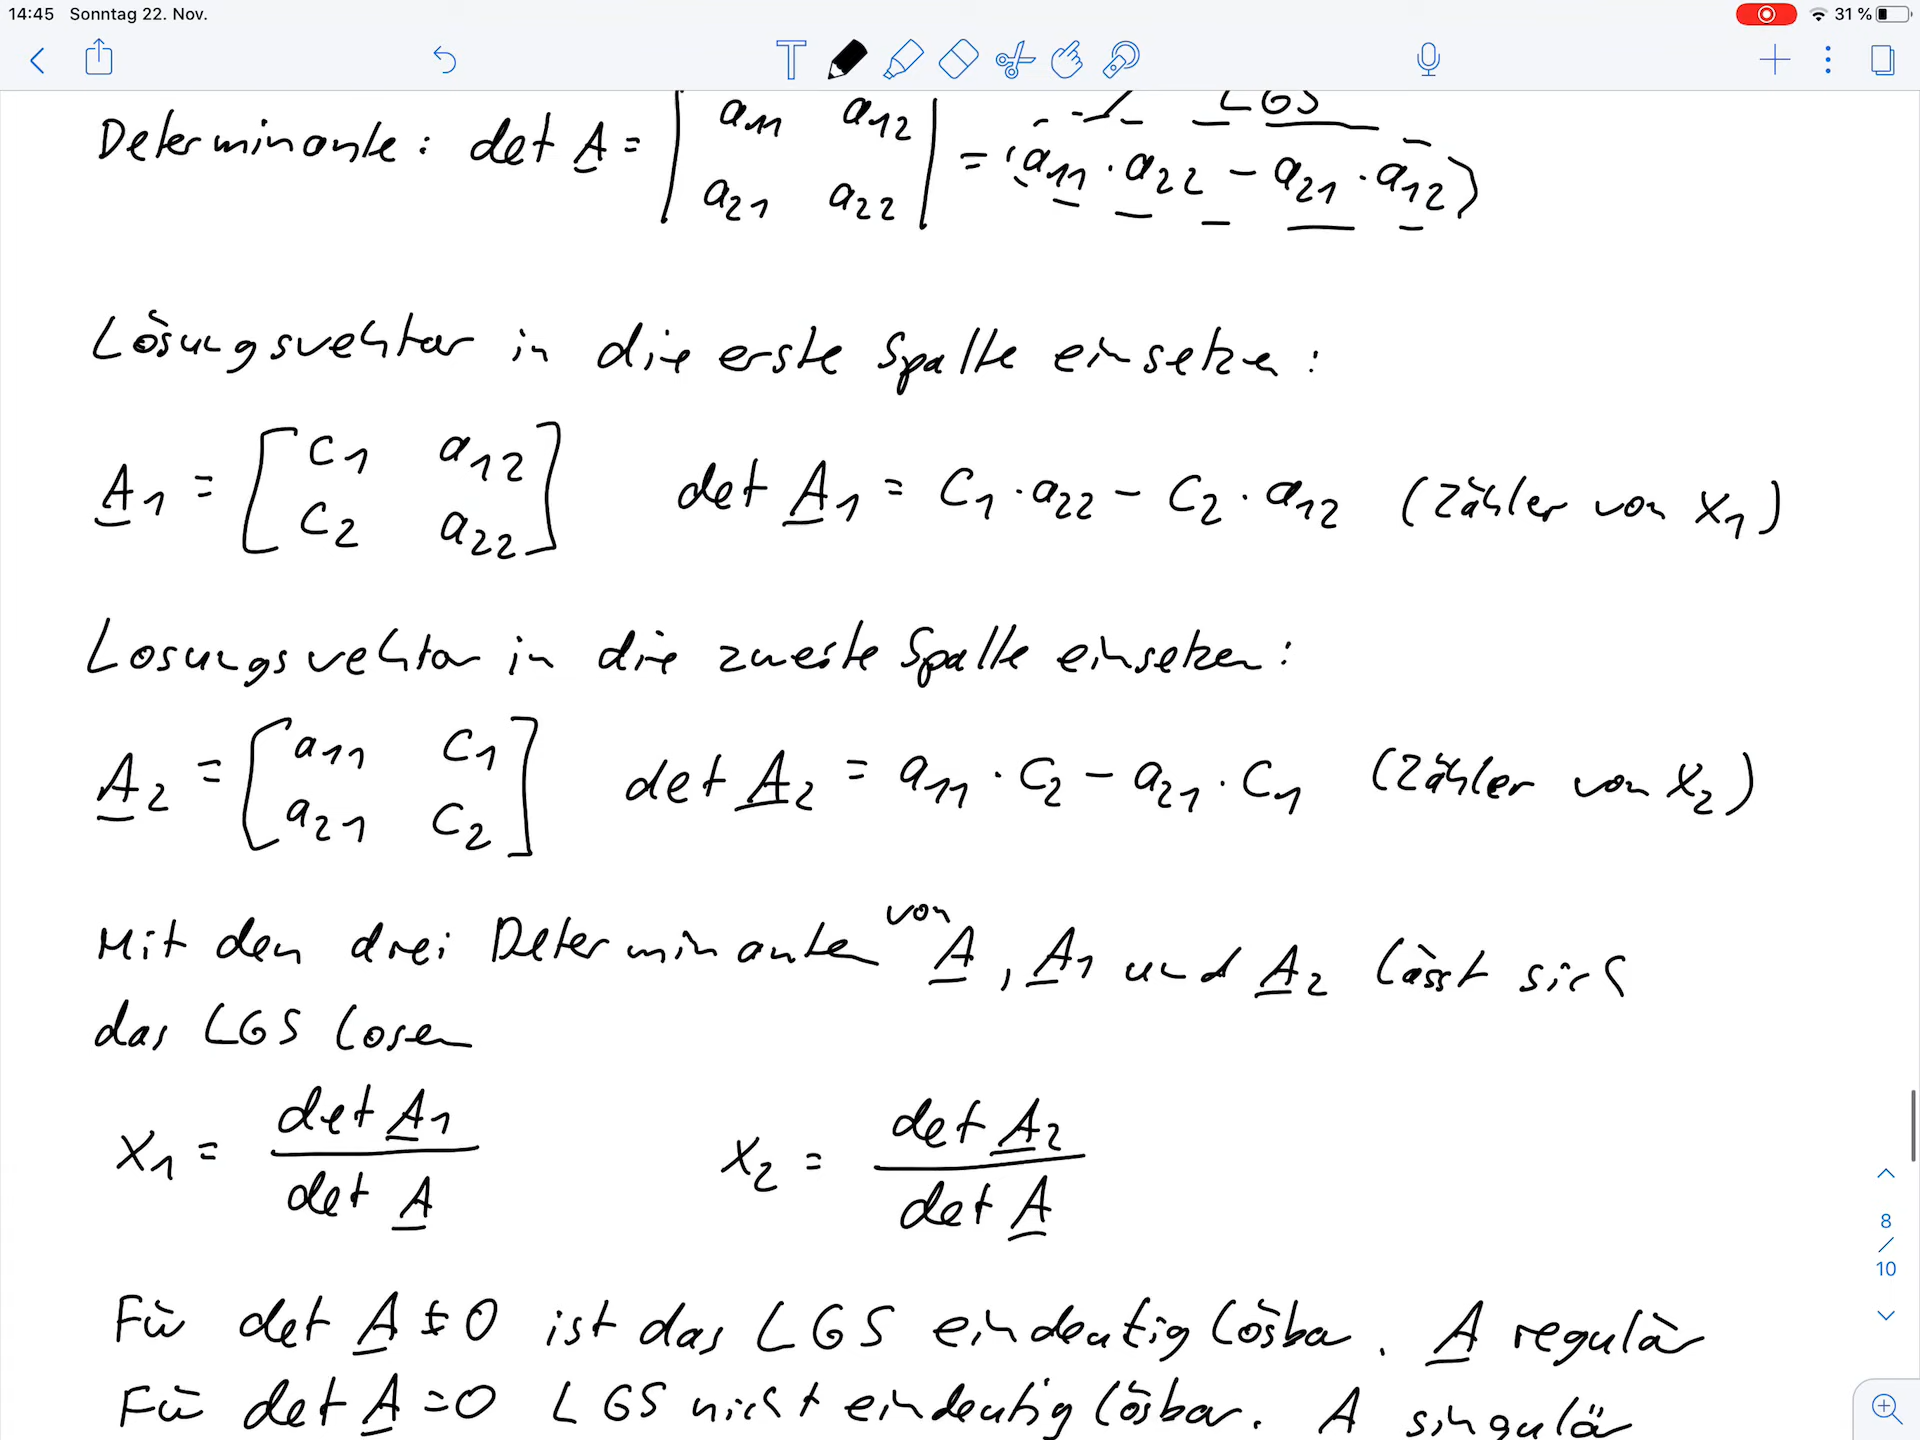 14:45 Sonntag 22. Nov. 31 %
LGS
Determinante: det A = | a11 a12 | = (a11 · a22 − a21 · a12)
| a21 a22 |
Lösungsvektor in die erste Spalte einsetzen:
A1 = [ c1 a12 ] det A1 = c1 · a22 − c2 · a12 (Zähler von x1)
[ c2 a22 ]
Losungsvektor in die zweite Spalte einsetzen:
A2 = [ a11 c1 ] det A2 = a11 · c2 − a21 · c1 (Zähler von x2)
[ a21 c2 ]
Mit den drei Determinanten von A, A1 und A2 lässt sich
das LGS losen
x1 = det A1 / det A x2 = det A2 / det A
Für det A ≠ 0 ist das LGS eindeutig lösbar. A regulär
Für det A = 0 LGS nicht eindeutig lösbar. A singulär
8
/
10